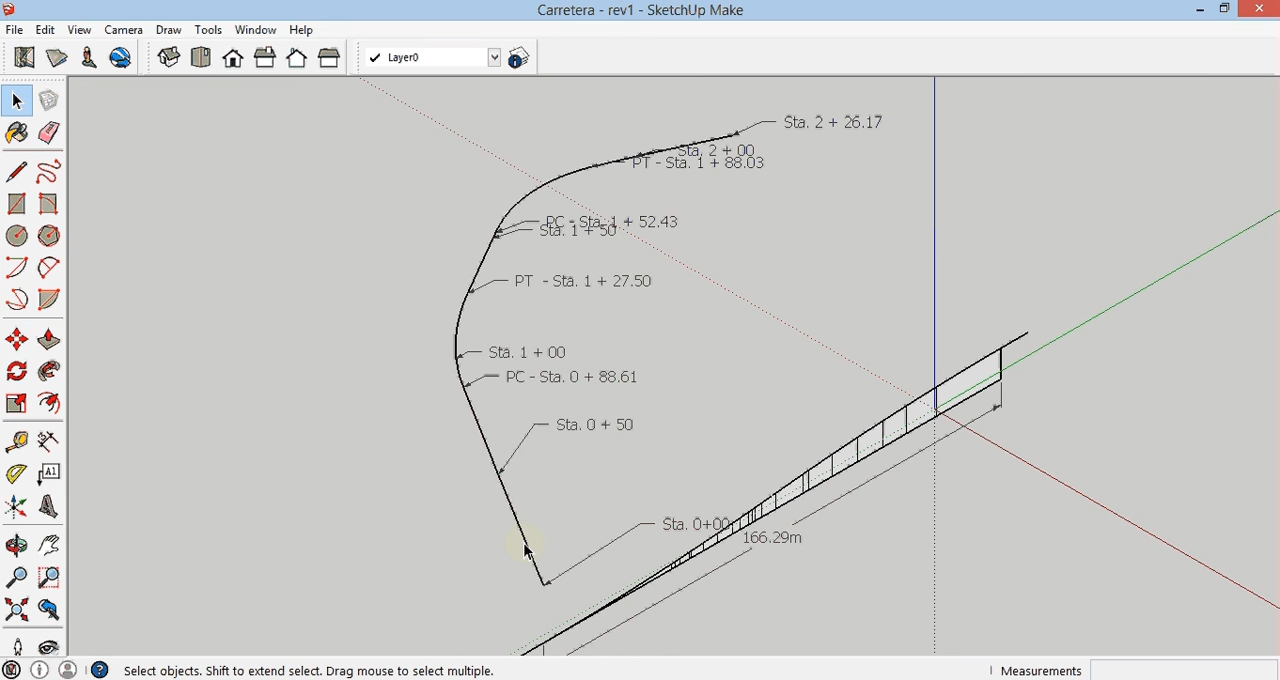 Carretera - rev1 - SketchUp Make
File Edit View Camera Draw Tools Window Help
Layer0
Sta. 2 + 26.17
Sta. 2 + 00
PT - Sta. 1 + 88.03
PC - Sta. 1 + 52.43
Sta. 1 + 50
PT - Sta. 1 + 27.50
Sta. 1 + 00
PC - Sta. 0 + 88.61
Sta. 0 + 50
A1
Sta. 0+00
166.29m
Select objects. Shift to extend select. Drag mouse to select multiple.
Measurements